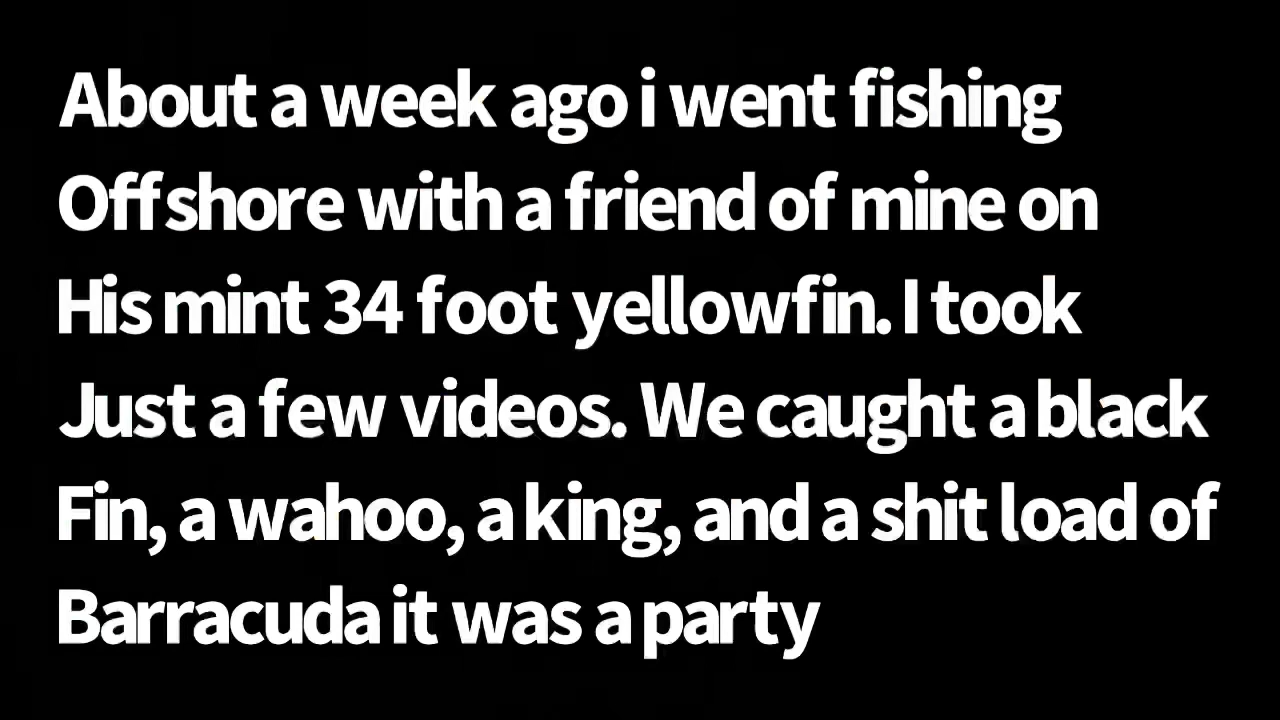 About a week ago i went fishing
Offshore with a friend of mine on
His mint 34 foot yellowfin. I took
Just a few videos. We caught a black
Fin, a wahoo, a king, and a shit load of
Barracuda it was a party